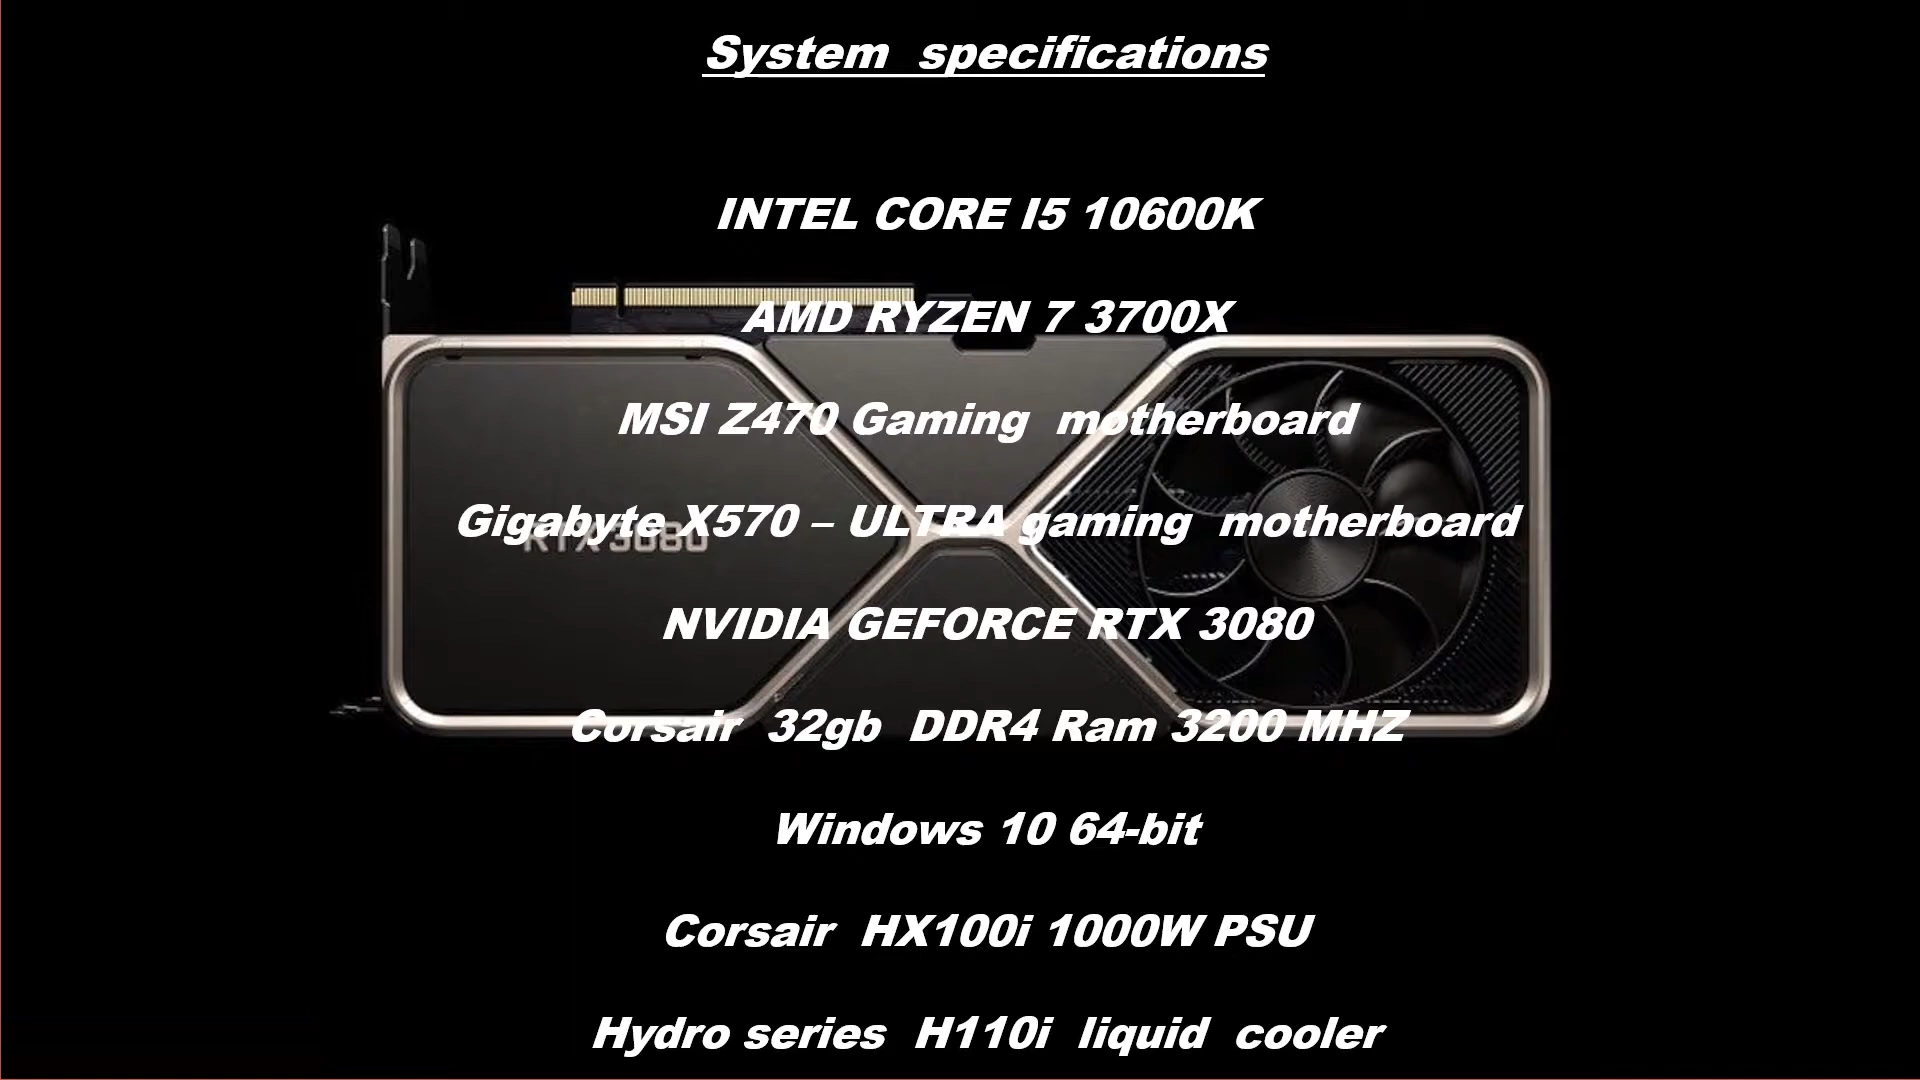 System specifications
INTEL CORE I5 10600K
AMD RYZEN 7 3700X
MSI Z470 Gaming motherboard
Gigabyte X570 – ULTRA gaming motherboard
RTX 3080
NVIDIA GEFORCE RTX 3080
Corsair 32gb DDR4 Ram 3200 MHZ
Windows 10 64-bit
Corsair HX100i 1000W PSU
Hydro series H110i liquid cooler